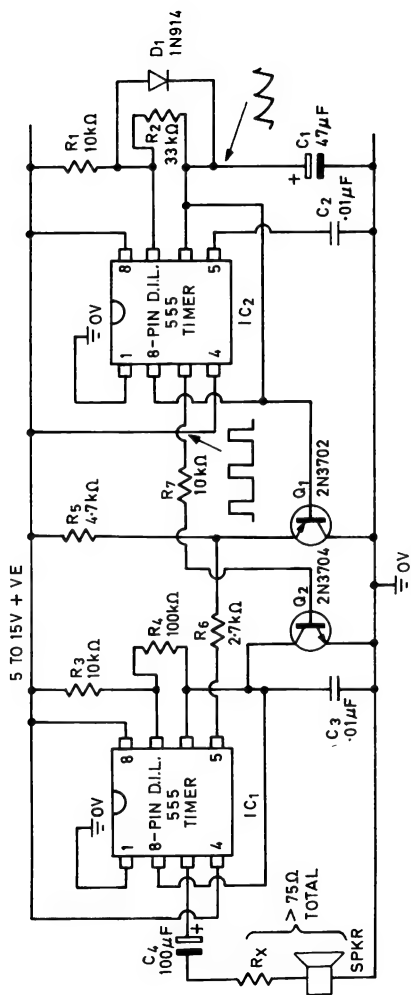 5 TO 15V + VE
R3
10kΩ
R5
4·7kΩ
R1
10kΩ
D1
1N914
R4
100kΩ
R2
33kΩ
0V
1
8
8-PIN D.I.L.
555
TIMER
4
5
IC1
R6
2·7kΩ
R7
10kΩ
0V
1
8
8-PIN D.I.L.
555
TIMER
4
5
IC2
C4
100µF
+
RX
> 75Ω
TOTAL
SPKR
C3
·01µF
Q2
2N3704
Q1
2N3702
C2
·01µF
+
C1
47µF
0V